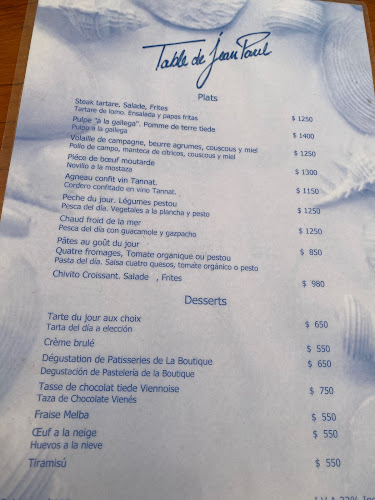 Table de Jean Paul
Plats
Steak tartare. Salade, Frites
Tartare de lomo. Ensalada y papas fritas $ 1250
Pulpe "à la gallega". Pomme de terre tiede
Pulpo a la gallega $ 1400
Volaille de campagne, beurre agrumes, couscous y miel
Pollo de campo, manteca de citricos, couscous y miel $ 1250
Piéce de bœuf moutarde
Novillo a la mostaza $ 1300
Agneau confit vin Tannat.
Cordero confitado en vino Tannat. $ 1150
Peche du jour. Légumes pestou
Pesca del día. Vegetales a la plancha y pesto $ 1250
Chaud froid de la mer
Pesca del día con guacamole y gazpacho $ 1250
Pâtes au goût du jour
Quatre fromages, Tomate organique ou pestou $ 850
Pasta del día. Salsa cuatro quesos, tomate orgánico o pesto
Chivito Croissant. Salade , Frites $ 980
Desserts
Tarte du jour aux choix
Tarta del día a elección $ 650
Crème brulé $ 550
Dégustation de Patisseries de La Boutique $ 650
Degustación de Pastelería de la Boutique
Tasse de chocolat tiede Viennoise $ 750
Taza de Chocolate Vienés
Fraise Melba $ 550
Œuf a la neige $ 550
Huevos a la nieve
Tiramisú $ 550
I.V.A 22%